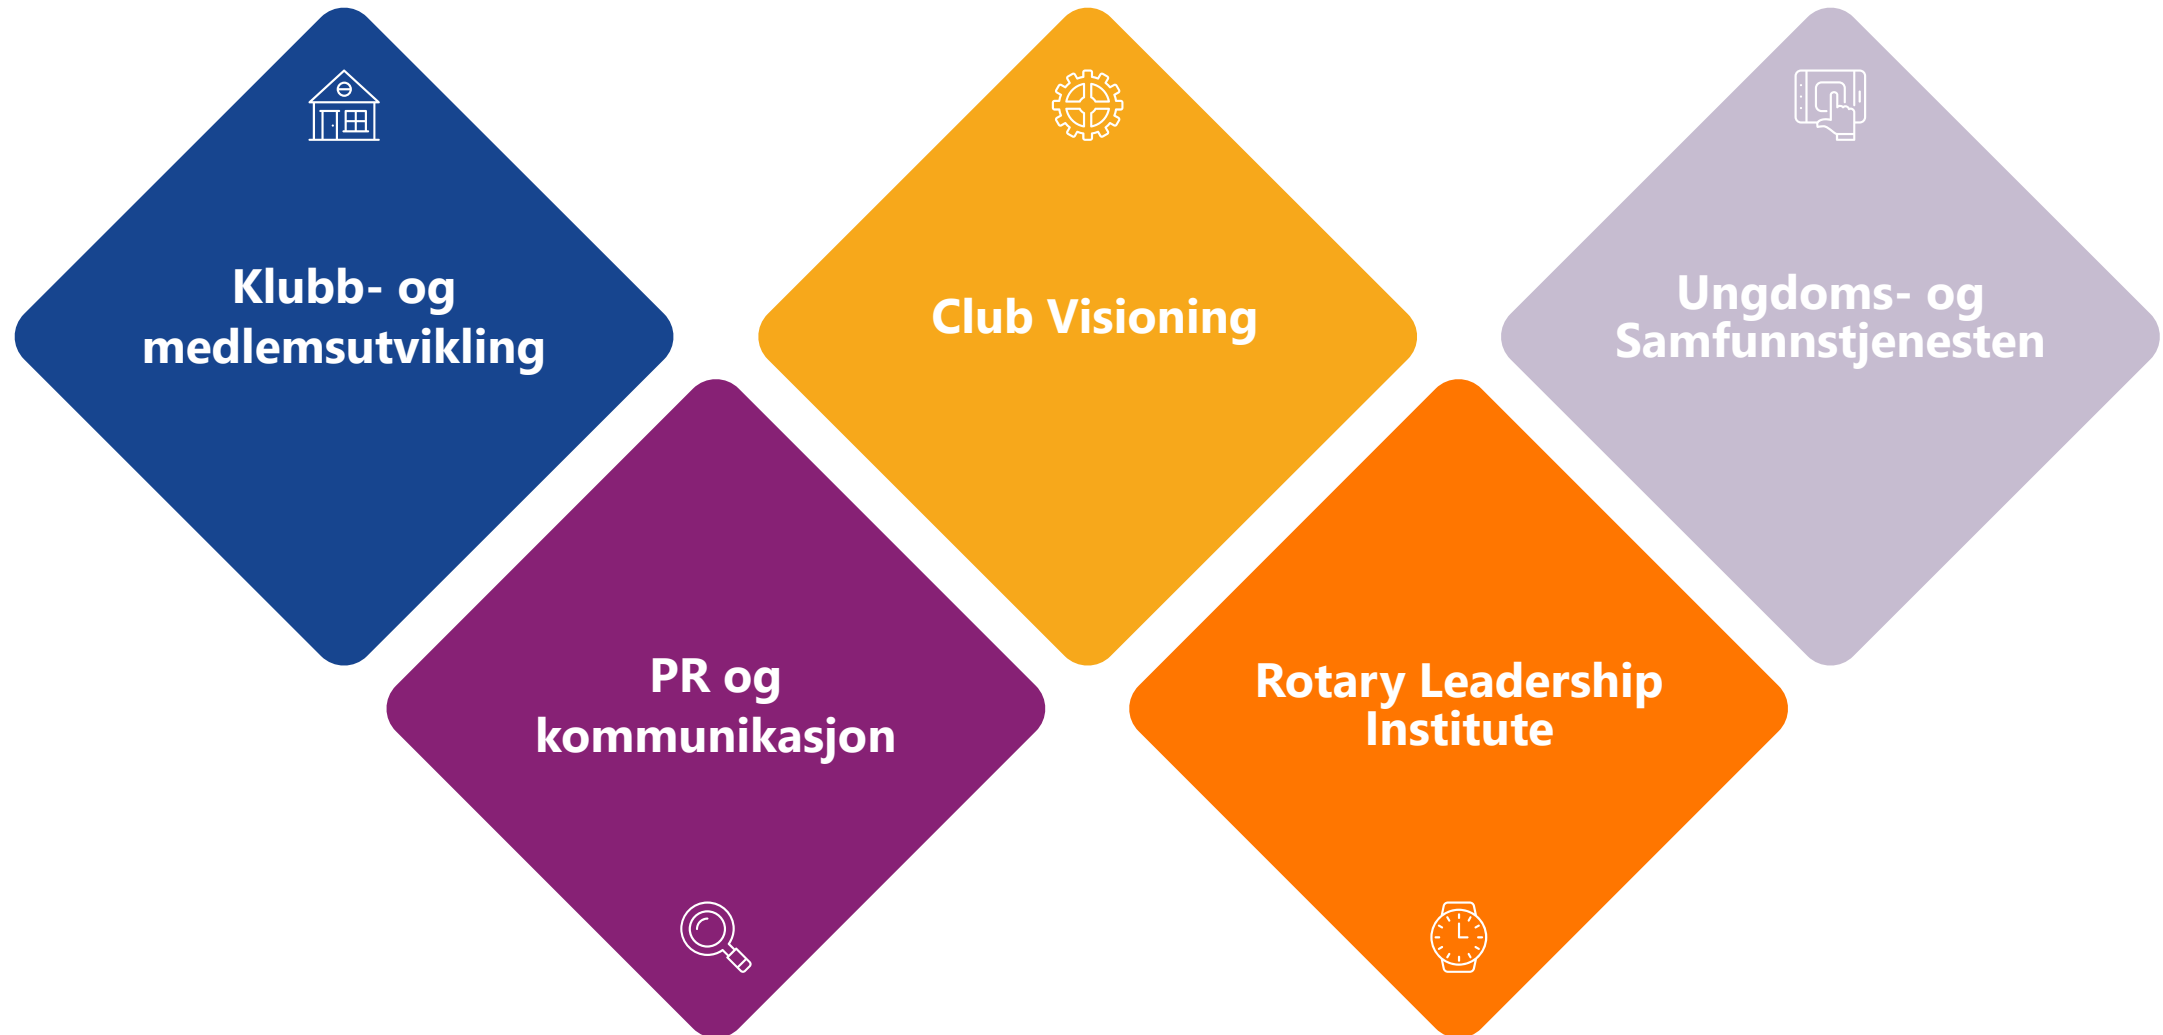 Klubb- og
medlemsutvikling
Club Visioning
Ungdoms- og
Samfunnstjenesten
PR og
kommunikasjon
Rotary Leadership
Institute